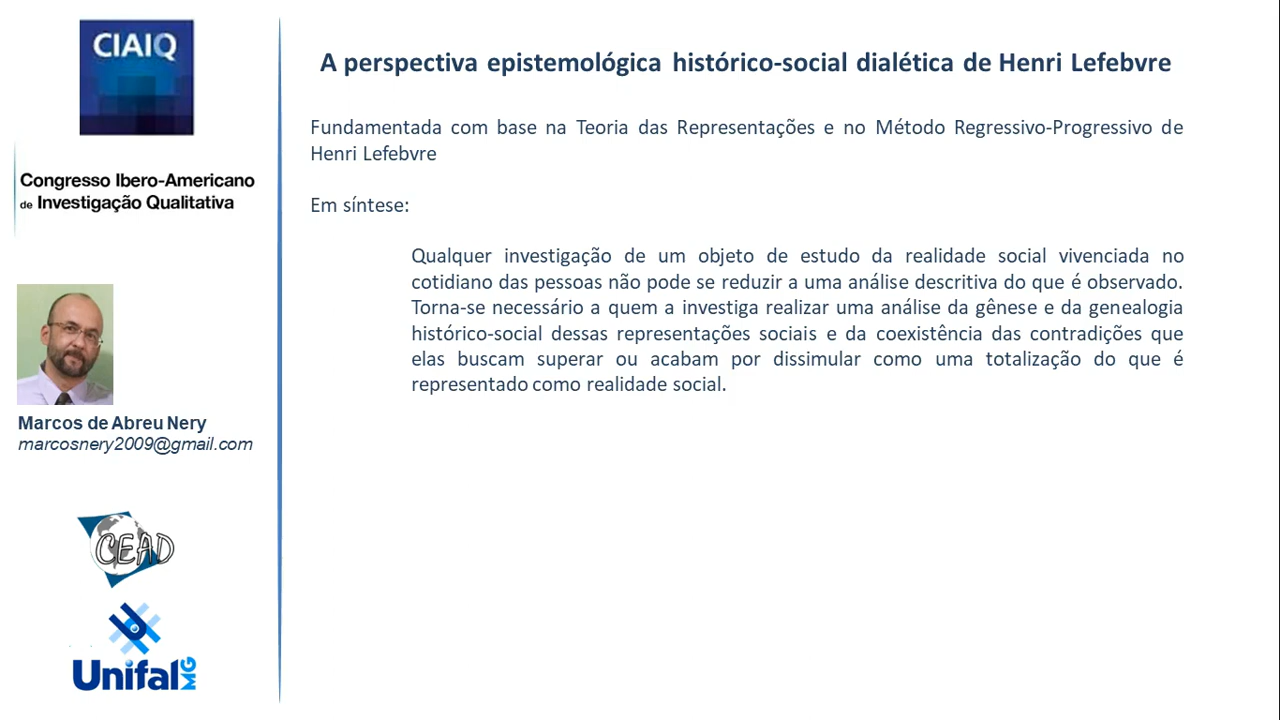 CIAIQ
Congresso Ibero-Americano
de Investigação Qualitativa
Marcos de Abreu Nery
marcosnery2009@gmail.com
CEAD
Unifal MG
A perspectiva epistemológica histórico-social dialética de Henri Lefebvre
Fundamentada com base na Teoria das Representações e no Método Regressivo-Progressivo de
Henri Lefebvre
Em síntese:
Qualquer investigação de um objeto de estudo da realidade social vivenciada no
cotidiano das pessoas não pode se reduzir a uma análise descritiva do que é observado.
Torna-se necessário a quem a investiga realizar uma análise da gênese e da genealogia
histórico-social dessas representações sociais e da coexistência das contradições que
elas buscam superar ou acabam por dissimular como uma totalização do que é
representado como realidade social.